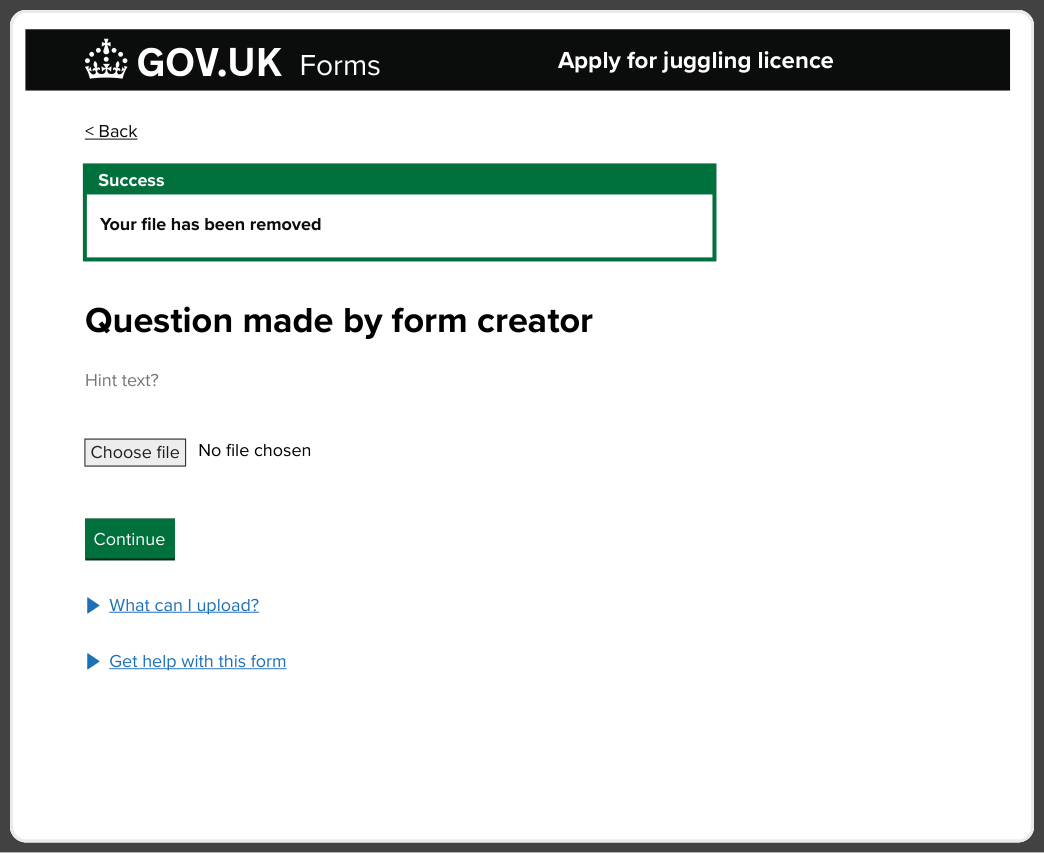 GOV.UK Forms Apply for juggling licence
< Back
Success
Your file has been removed
Question made by form creator
Hint text?
Choose file No file chosen
Continue
What can I upload?
Get help with this form